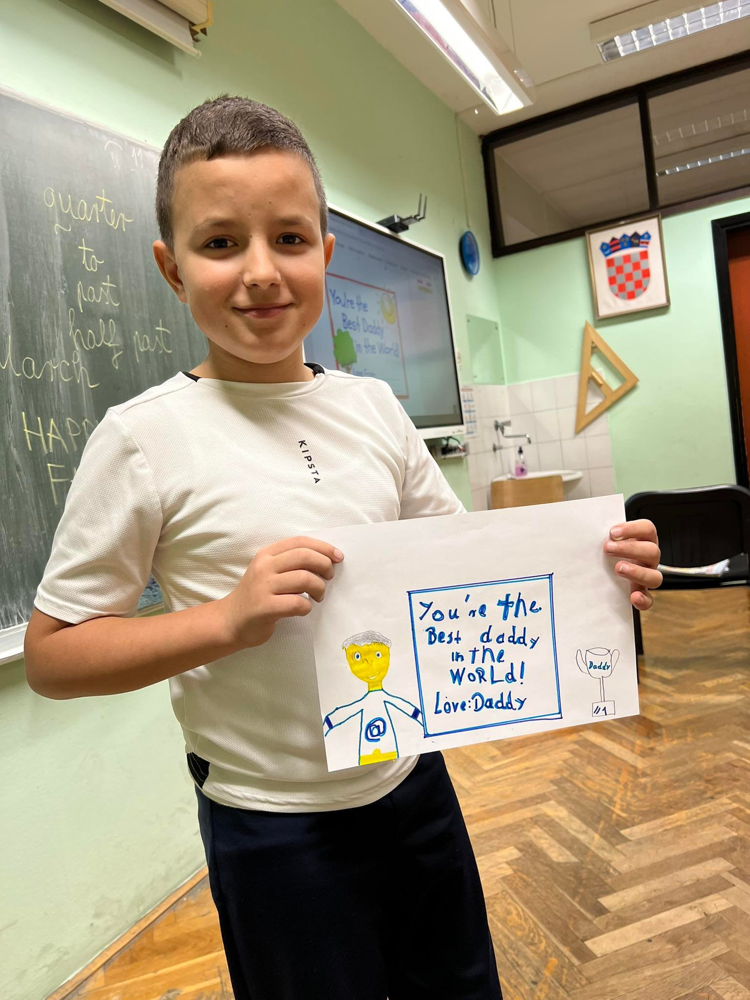 quarter
to
past
half past
March
You're the
Best Daddy
in the World
KIPSTA
You're the
Best daddy
in the
WoRLd!
Love: Daddy
@
Daddy
#1